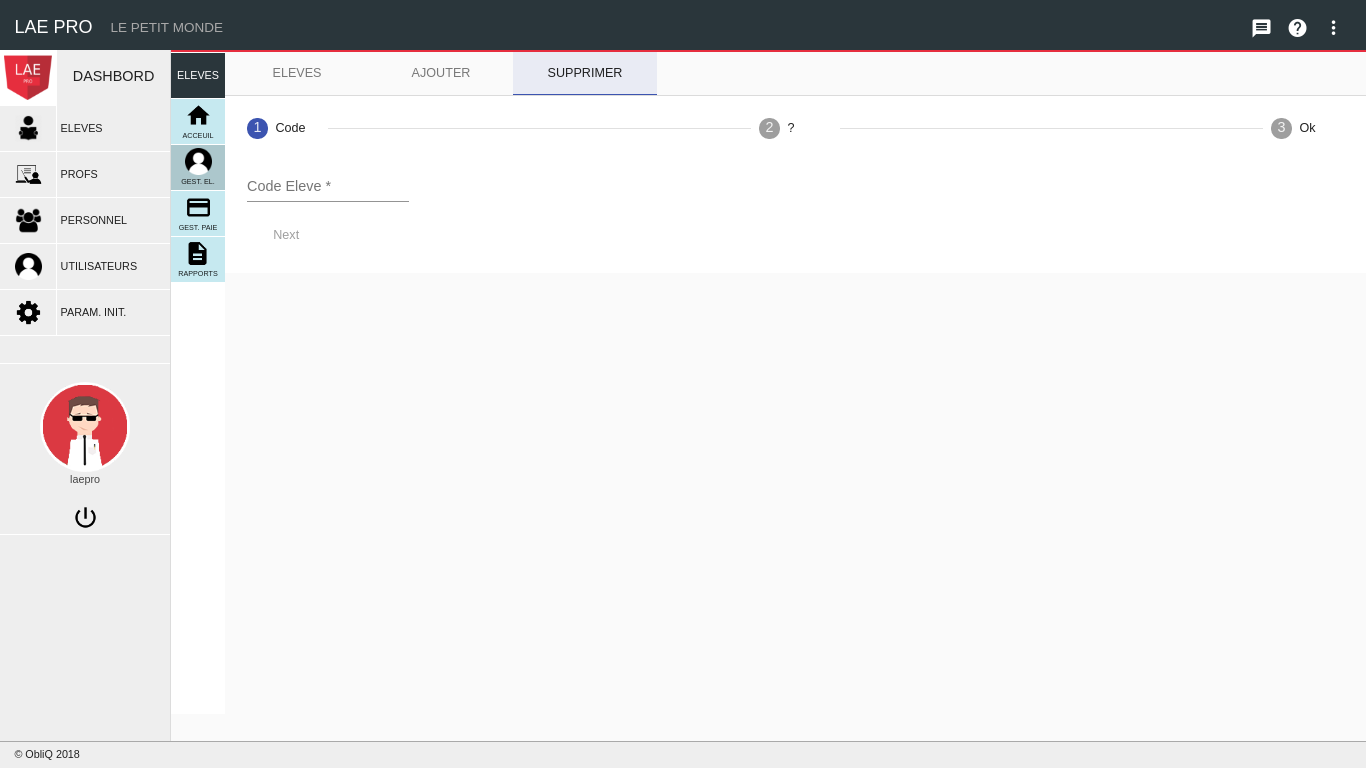 LAE PRO LE PETIT MONDE
LAE
PRO
DASHBORD
ELEVES
PROFS
PERSONNEL
UTILISATEURS
PARAM. INIT.
laepro
ELEVES
ACCEUIL
GEST. EL.
GEST. PAIE
RAPPORTS
ELEVES AJOUTER SUPPRIMER
1 Code 2 ? 3 Ok
Code Eleve *
Next
© ObliQ 2018